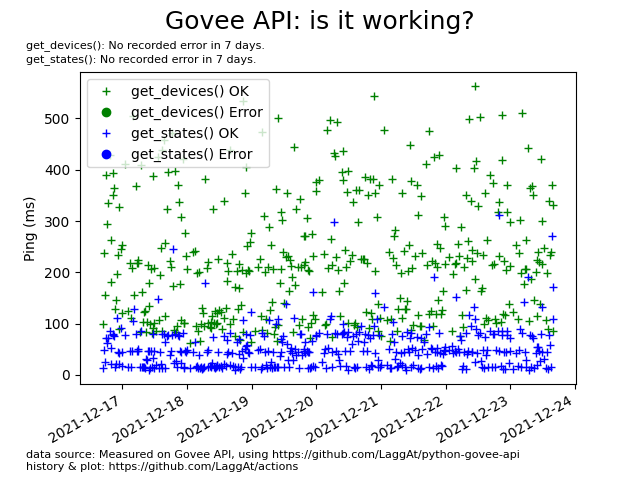 Govee API: is it working?
get_devices(): No recorded error in 7 days.
get_states(): No recorded error in 7 days.
get_devices() OK
get_devices() Error
get_states() OK
get_states() Error
Ping (ms)
500
400
300
200
100
0
2021-12-17
2021-12-18
2021-12-19
2021-12-20
2021-12-21
2021-12-22
2021-12-23
2021-12-24
data source: Measured on Govee API, using https://github.com/LaggAt/python-govee-api
history & plot: https://github.com/LaggAt/actions